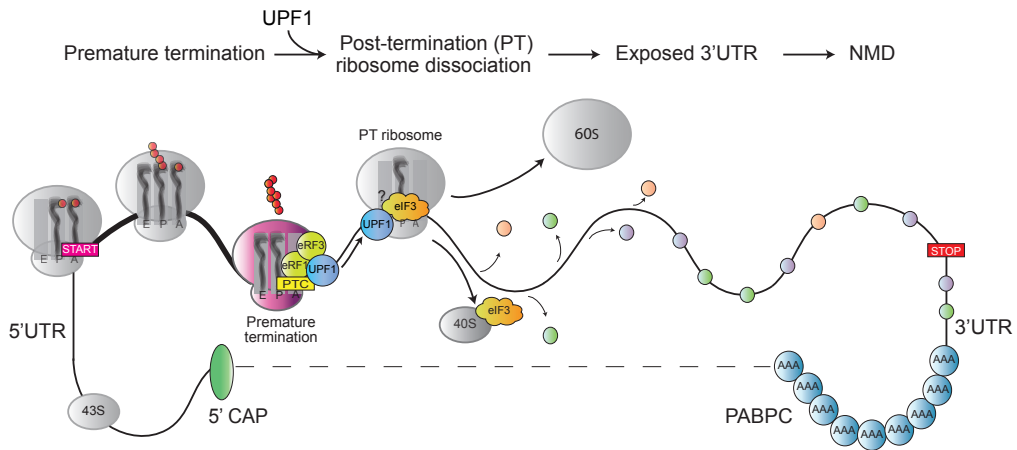 UPF1
Premature termination
Post-termination (PT)
ribosome dissociation
Exposed 3'UTR
NMD
PT ribosome
60S
E P A
START
E P A
?
eIF3
UPF1
P A
eRF3
eRF1
UPF1
PTC
E P A
Premature
termination
40S
eIF3
STOP
5'UTR
3'UTR
43S
5' CAP
PABPC
AAA
AAA
AAA
AAA
AAA
AAA
AAA
AAA
AAA